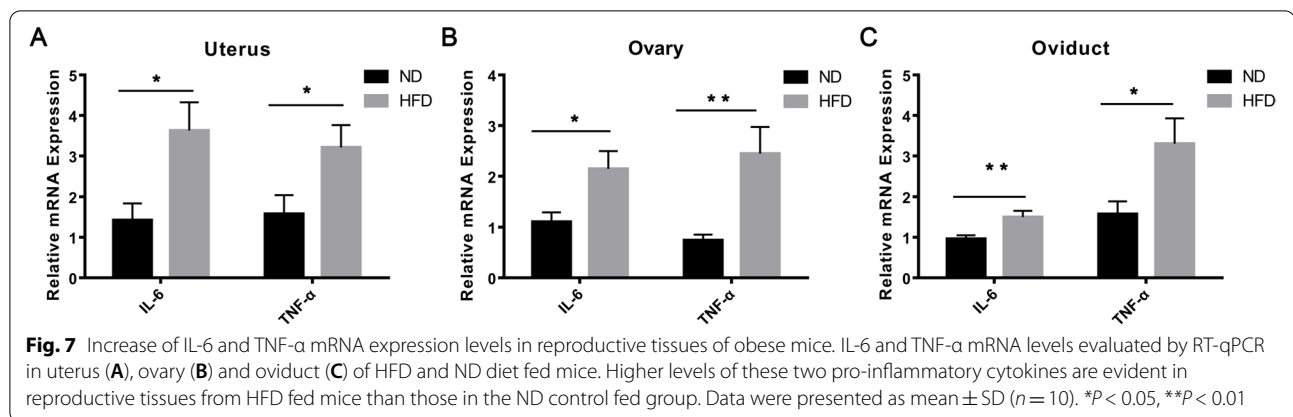 A
Uterus
Relative mRNA Expression
5
4
3
2
1
0
*
*
ND
HFD
IL-6
TNF-α
B
Ovary
Relative mRNA Expression
4
3
2
1
0
*
**
ND
HFD
IL-6
TNF-α
C
Oviduct
Relative mRNA Expression
5
4
3
2
1
0
**
*
ND
HFD
IL-6
TNF-α
Fig. 7 Increase of IL-6 and TNF-α mRNA expression levels in reproductive tissues of obese mice. IL-6 and TNF-α mRNA levels evaluated by RT-qPCR
in uterus (A), ovary (B) and oviduct (C) of HFD and ND diet fed mice. Higher levels of these two pro-inflammatory cytokines are evident in
reproductive tissues from HFD fed mice than those in the ND control fed group. Data were presented as mean ± SD (n = 10). *P < 0.05, **P < 0.01